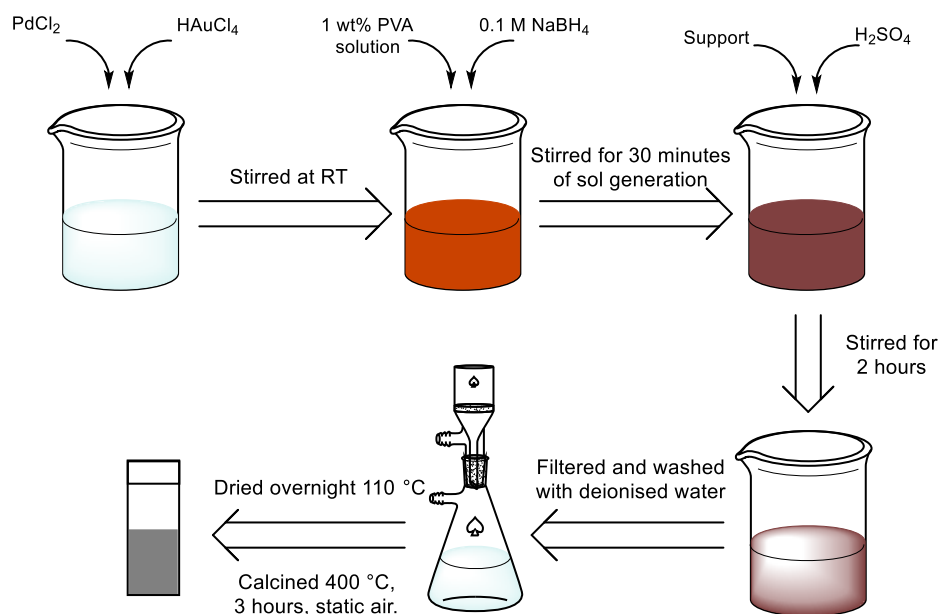 PdCl₂
HAuCl₄
Stirred at RT
1 wt% PVA
solution
0.1 M NaBH₄
Stirred for 30 minutes
of sol generation
Support
H₂SO₄
Stirred for
2 hours
Filtered and washed
with deionised water
Dried overnight 110 °C
Calcined 400 °C,
3 hours, static air.